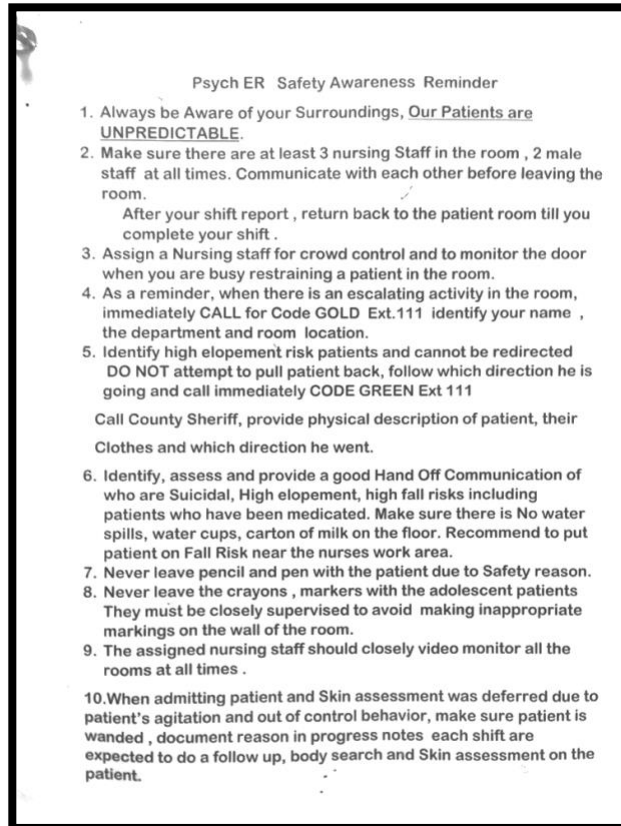 Psych ER Safety Awareness Reminder
1. Always be Aware of your Surroundings, Our Patients are
UNPREDICTABLE.
2. Make sure there are at least 3 nursing Staff in the room , 2 male
staff at all times. Communicate with each other before leaving the
room.
After your shift report , return back to the patient room till you
complete your shift .
3. Assign a Nursing staff for crowd control and to monitor the door
when you are busy restraining a patient in the room.
4. As a reminder, when there is an escalating activity in the room,
immediately CALL for Code GOLD Ext.111 identify your name ,
the department and room location.
5. Identify high elopement risk patients and cannot be redirected
DO NOT attempt to pull patient back, follow which direction he is
going and call immediately CODE GREEN Ext 111
Call County Sheriff, provide physical description of patient, their
Clothes and which direction he went.
6. Identify, assess and provide a good Hand Off Communication of
who are Suicidal, High elopement, high fall risks including
patients who have been medicated. Make sure there is No water
spills, water cups, carton of milk on the floor. Recommend to put
patient on Fall Risk near the nurses work area.
7. Never leave pencil and pen with the patient due to Safety reason.
8. Never leave the crayons , markers with the adolescent patients
They must be closely supervised to avoid making inappropriate
markings on the wall of the room.
9. The assigned nursing staff should closely video monitor all the
rooms at all times .
10.When admitting patient and Skin assessment was deferred due to
patient's agitation and out of control behavior, make sure patient is
wanded , document reason in progress notes each shift are
expected to do a follow up, body search and Skin assessment on the
patient.